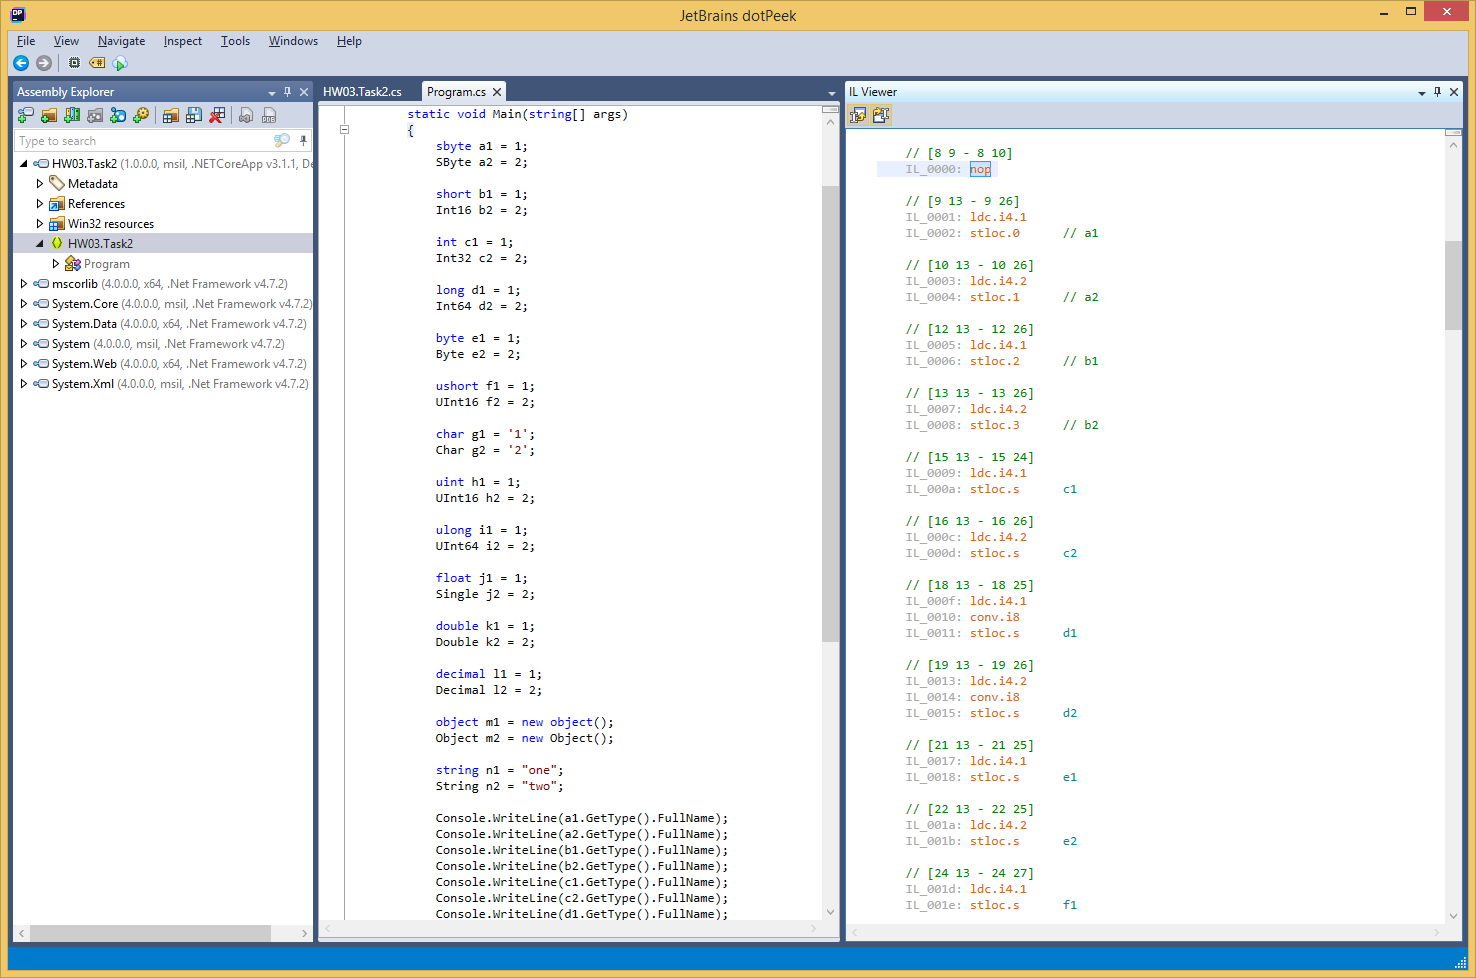 DP
JetBrains dotPeek
File View Navigate Inspect Tools Windows Help
Assembly Explorer
Type to search
HW03.Task2 (1.0.0.0, msil, .NETCoreApp v3.1.1, De
Metadata
References
Win32 resources
HW03.Task2
Program
mscorlib (4.0.0.0, x64, .Net Framework v4.7.2)
System.Core (4.0.0.0, msil, .Net Framework v4.7.2)
System.Data (4.0.0.0, x64, .Net Framework v4.7.2)
System (4.0.0.0, msil, .Net Framework v4.7.2)
System.Web (4.0.0.0, x64, .Net Framework v4.7.2)
System.Xml (4.0.0.0, msil, .Net Framework v4.7.2)
HW03.Task2.cs Program.cs
static void Main(string[] args)
{
sbyte a1 = 1;
SByte a2 = 2;
short b1 = 1;
Int16 b2 = 2;
int c1 = 1;
Int32 c2 = 2;
long d1 = 1;
Int64 d2 = 2;
byte e1 = 1;
Byte e2 = 2;
ushort f1 = 1;
UInt16 f2 = 2;
char g1 = '1';
Char g2 = '2';
uint h1 = 1;
UInt16 h2 = 2;
ulong i1 = 1;
UInt64 i2 = 2;
float j1 = 1;
Single j2 = 2;
double k1 = 1;
Double k2 = 2;
decimal l1 = 1;
Decimal l2 = 2;
object m1 = new object();
Object m2 = new Object();
string n1 = "one";
String n2 = "two";
Console.WriteLine(a1.GetType().FullName);
Console.WriteLine(a2.GetType().FullName);
Console.WriteLine(b1.GetType().FullName);
Console.WriteLine(b2.GetType().FullName);
Console.WriteLine(c1.GetType().FullName);
Console.WriteLine(c2.GetType().FullName);
Console.WriteLine(d1.GetType().FullName);
IL Viewer
// [8 9 - 8 10]
IL_0000: nop
// [9 13 - 9 26]
IL_0001: ldc.i4.1
IL_0002: stloc.0 // a1
// [10 13 - 10 26]
IL_0003: ldc.i4.2
IL_0004: stloc.1 // a2
// [12 13 - 12 26]
IL_0005: ldc.i4.1
IL_0006: stloc.2 // b1
// [13 13 - 13 26]
IL_0007: ldc.i4.2
IL_0008: stloc.3 // b2
// [15 13 - 15 24]
IL_0009: ldc.i4.1
IL_000a: stloc.s c1
// [16 13 - 16 26]
IL_000c: ldc.i4.2
IL_000d: stloc.s c2
// [18 13 - 18 25]
IL_000f: ldc.i4.1
IL_0010: conv.i8
IL_0011: stloc.s d1
// [19 13 - 19 26]
IL_0013: ldc.i4.2
IL_0014: conv.i8
IL_0015: stloc.s d2
// [21 13 - 21 25]
IL_0017: ldc.i4.1
IL_0018: stloc.s e1
// [22 13 - 22 25]
IL_001a: ldc.i4.2
IL_001b: stloc.s e2
// [24 13 - 24 27]
IL_001d: ldc.i4.1
IL_001e: stloc.s f1